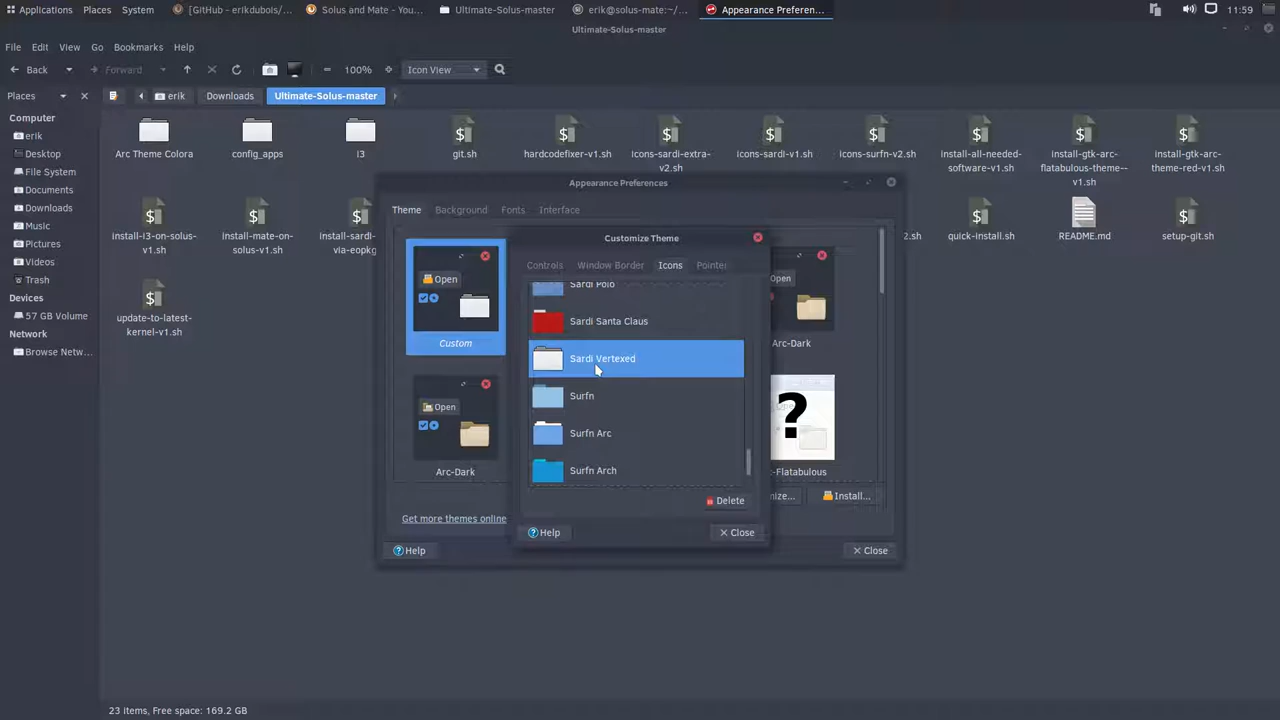 Applications Places System [GitHub - erikdubois/... Solus and Mate - You... Ultimate-Solus-master erik@solus-mate:~/... Appearance Preferen... 11:59
Ultimate-Solus-master
File Edit View Go Bookmarks Help
Back Forward 100% Icon View
Places erik Downloads Ultimate-Solus-master
Computer
erik
Desktop
File System
Documents
Downloads
Music
Pictures
Videos
Trash
Devices
57 GB Volume
Network
Browse Netw...
Arc Theme Colora
config_apps
i3
git.sh
hardcodefixer-v1.sh
icons-sardi-extra-
v2.sh
icons-sardi-v1.sh
icons-surfn-v2.sh
install-all-needed-
software-v1.sh
install-gtk-arc-
flatabulous-theme--
v1.sh
install-gtk-arc-
theme-red-v1.sh
install-i3-on-solus-
v1.sh
install-mate-on-
solus-v1.sh
install-sardi-
via-eopkg
2.sh
quick-install.sh
README.md
setup-git.sh
update-to-latest-
kernel-v1.sh
Appearance Preferences
Theme Background Fonts Interface
Open
Custom
Open
Arc-Dark
Open
Arc-Dark
?
-Flatabulous
Get more themes online
mize... Install...
Help Close
Customize Theme
Controls Window Border Icons Pointer
Sardi Polo
Sardi Santa Claus
Sardi Vertexed
Surfn
Surfn Arc
Surfn Arch
Delete
Help Close
23 items, Free space: 169.2 GB